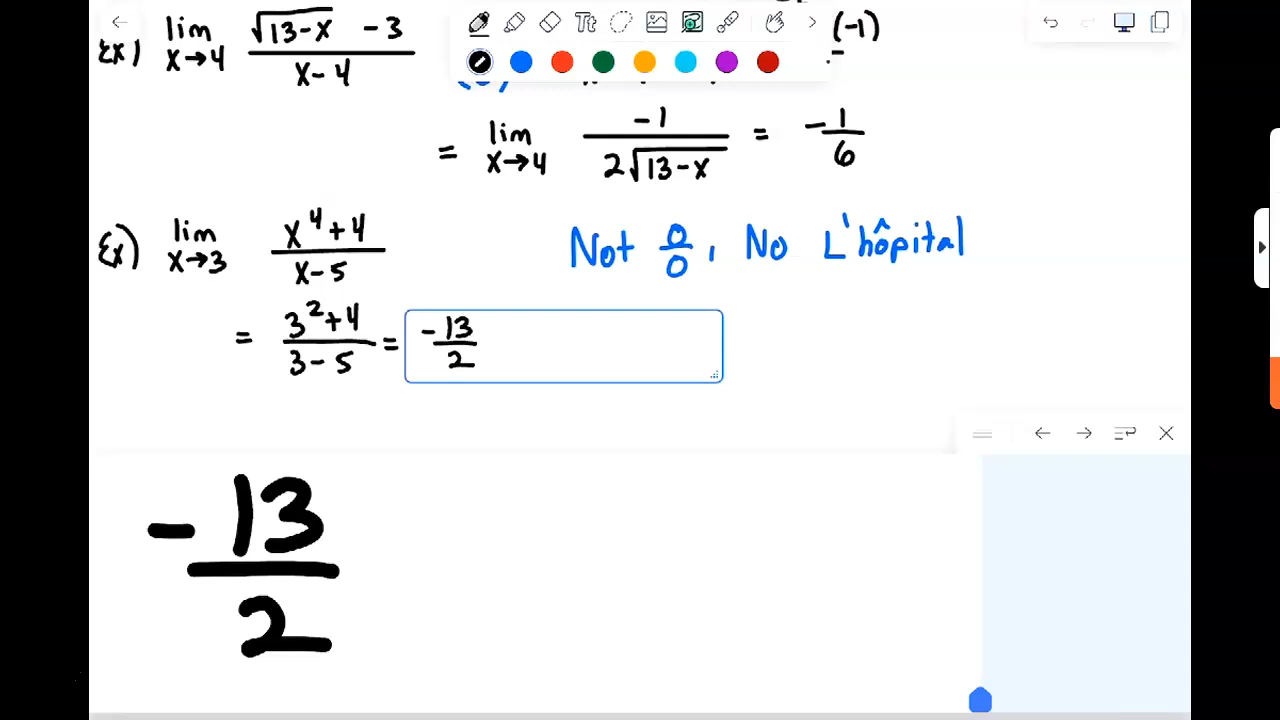 Ex) lim x→4 (√(13-x) - 3)/(x-4)
(-1)
= lim x→4 -1/(2√(13-x)) = -1/6
Ex) lim x→3 (x⁴+4)/(x-5) Not 0/0, No L'hôpital
= (3²+4)/(3-5) = -13/2
-13/2
Tt